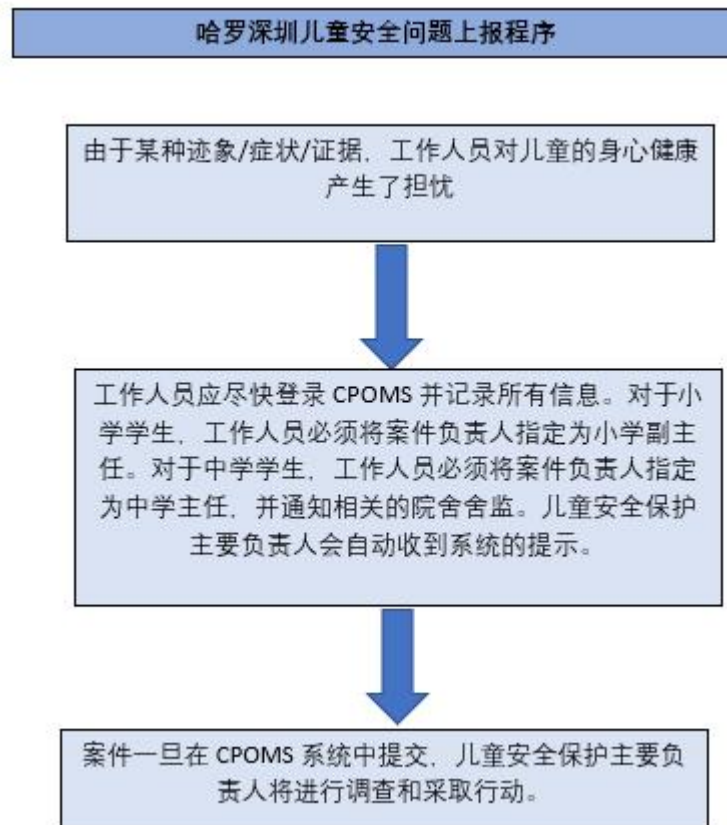 哈罗深圳儿童安全问题上报程序
由于某种迹象/症状/证据，工作人员对儿童的身心健康
产生了担忧
工作人员应尽快登录 CPOMS 并记录所有信息。对于小
学学生，工作人员必须将案件负责人指定为小学副主
任。对于中学学生，工作人员必须将案件负责人指定
为中学主任，并通知相关的院舍舍监。儿童安全保护
主要负责人会自动收到系统的提示。
案件一旦在 CPOMS 系统中提交，儿童安全保护主要负
责人将进行调查和采取行动。